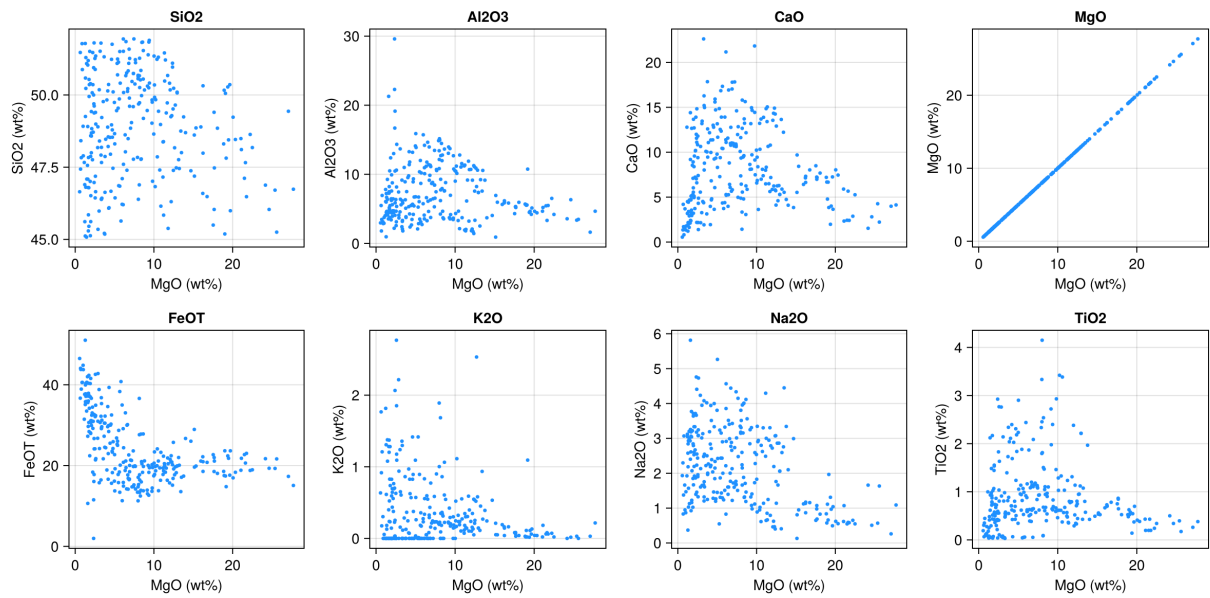 SiO2
Al2O3
CaO
MgO
SiO2 (wt%)
50.0
47.5
45.0
0
10
20
MgO (wt%)
Al2O3 (wt%)
30
20
10
0
0
10
20
MgO (wt%)
CaO (wt%)
20
15
10
5
0
0
10
20
MgO (wt%)
MgO (wt%)
20
10
0
0
10
20
MgO (wt%)
FeOT
K2O
Na2O
TiO2
FeOT (wt%)
40
20
0
0
10
20
MgO (wt%)
K2O (wt%)
2
1
0
0
10
20
MgO (wt%)
Na2O (wt%)
6
5
4
3
2
1
0
0
10
20
MgO (wt%)
TiO2 (wt%)
4
3
2
1
0
0
10
20
MgO (wt%)